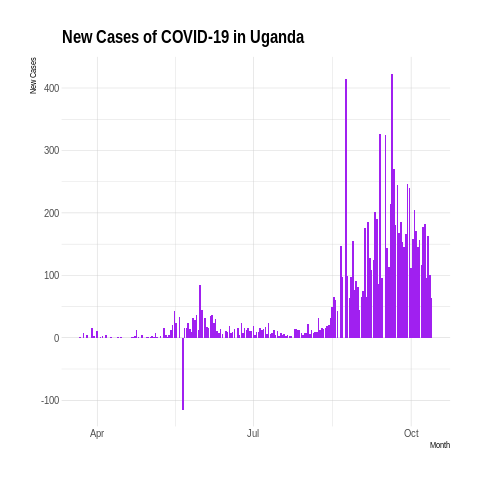 New Cases of COVID-19 in Uganda
New Cases
400
300
200
100
0
-100
Apr
Jul
Oct
Month